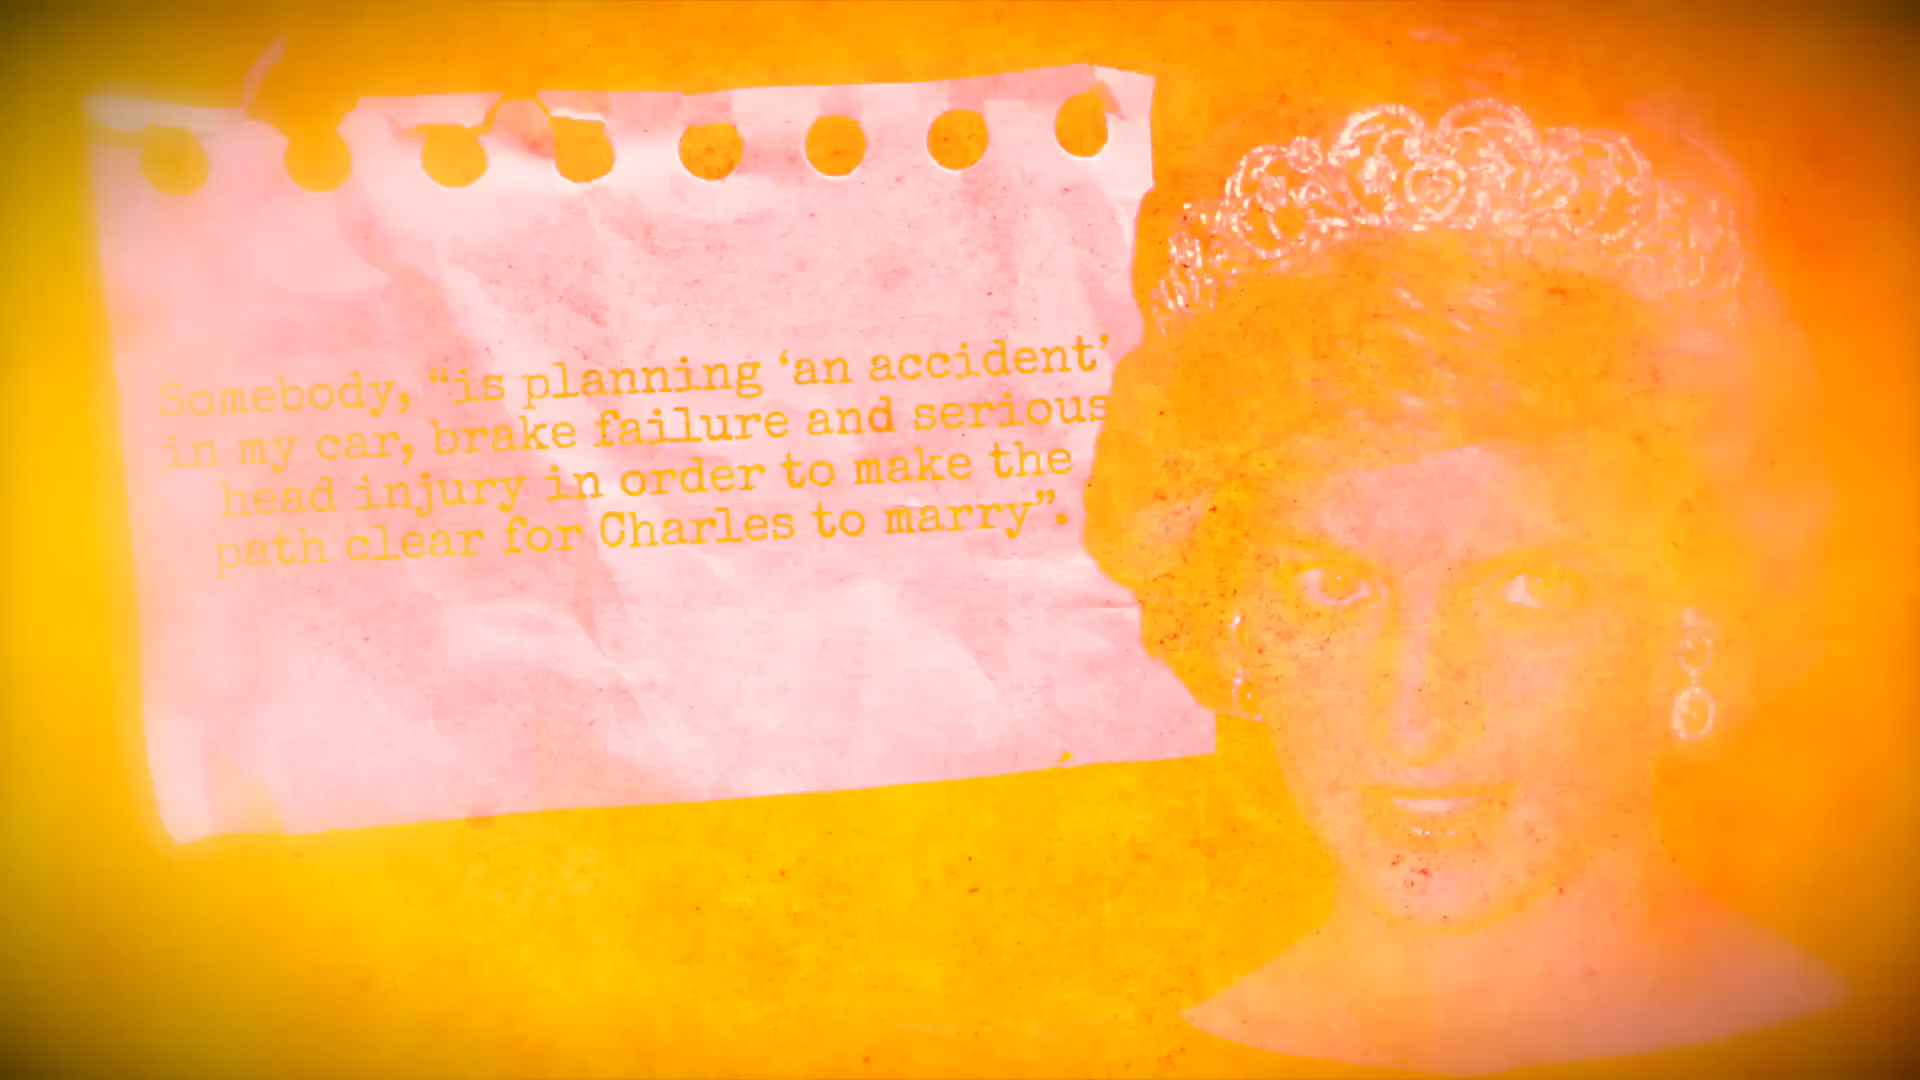 Somebody, “is planning ‘an accident’
in my car, brake failure and serious
head injury in order to make the
path clear for Charles to marry”.